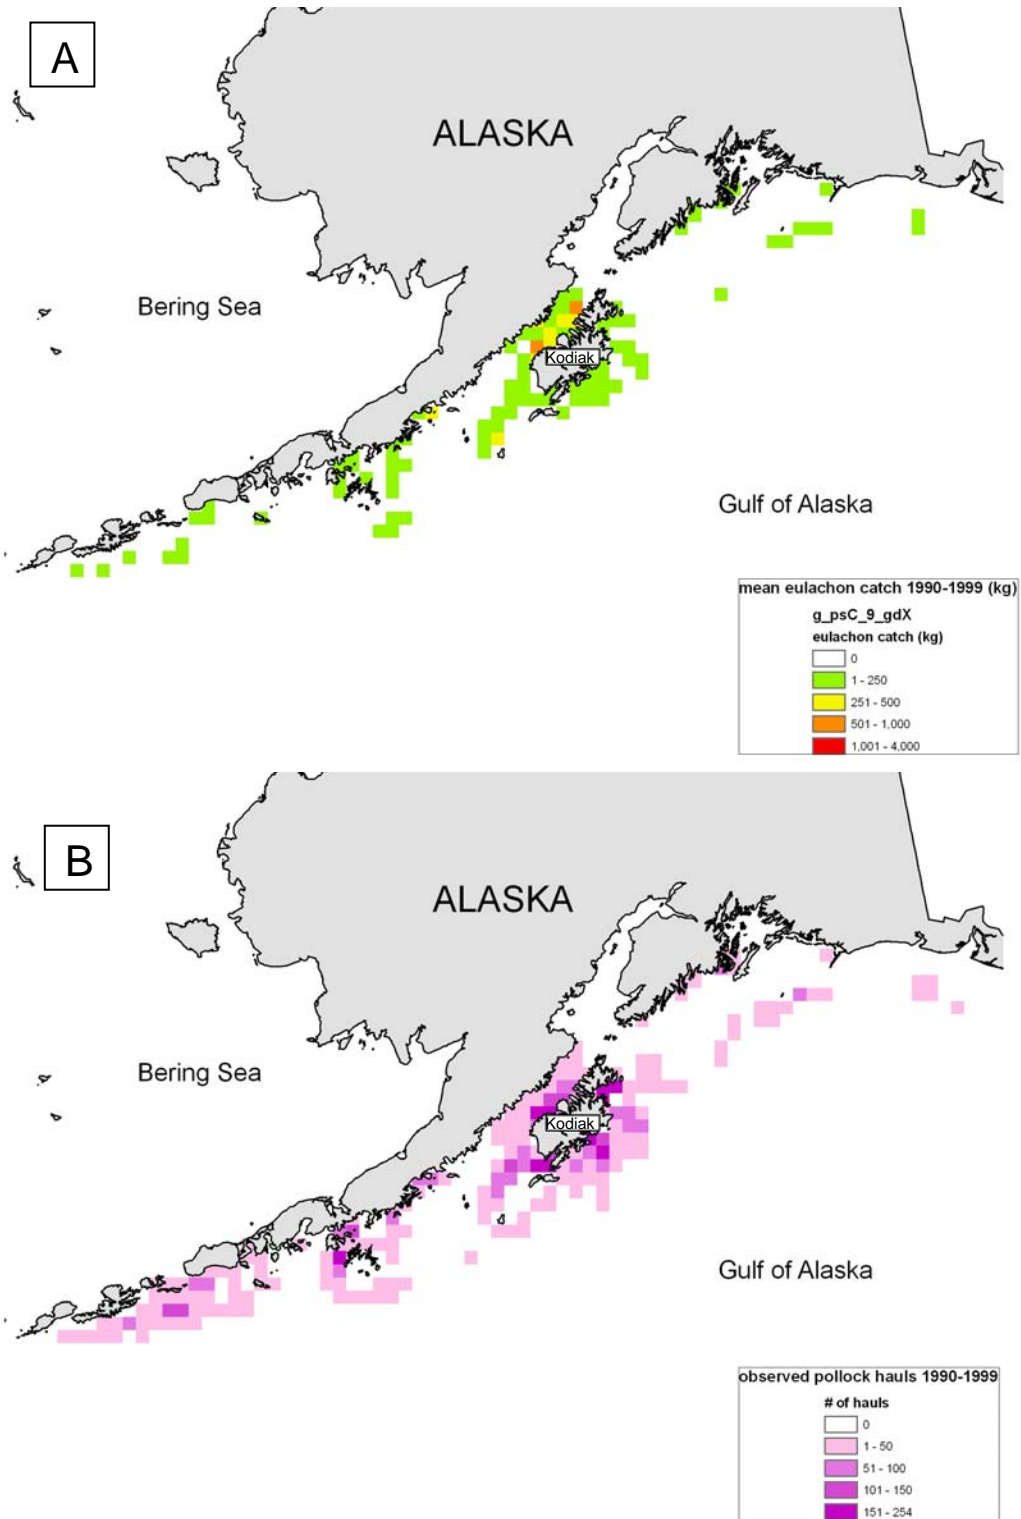 A
ALASKA
Bering Sea
Kodiak
Gulf of Alaska
mean eulachon catch 1990-1999 (kg)
g_psC_9_gdX
eulachon catch (kg)
0
1 - 250
251 - 500
501 - 1,000
1,001 - 4,000
B
ALASKA
Bering Sea
Kodiak
Gulf of Alaska
observed pollock hauls 1990-1999
# of hauls
0
1 - 50
51 - 100
101 - 150
151 - 254